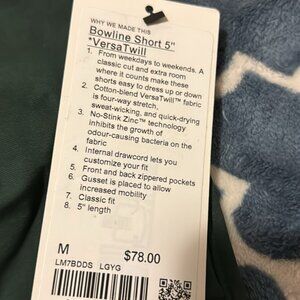 WHY WE MADE THIS
Bowline Short 5"
*VersaTwill
1. From weekdays to weekends. A
classic cut and extra room
where it counts make these
shorts easy to dress up or down
2. Cotton-blend VersaTwill™ fabric
is four-way stretch,
sweat-wicking, and quick-drying
3. No-Stink Zinc™ technology
inhibits the growth of
odour-causing bacteria on the
fabric
4. Internal drawcord lets you
customize your fit
5. Front and back zippered pockets
6. Gusset is placed to allow
increased mobility
7. Classic fit
8. 5" length
M $78.00
LM7BDDS LGYG